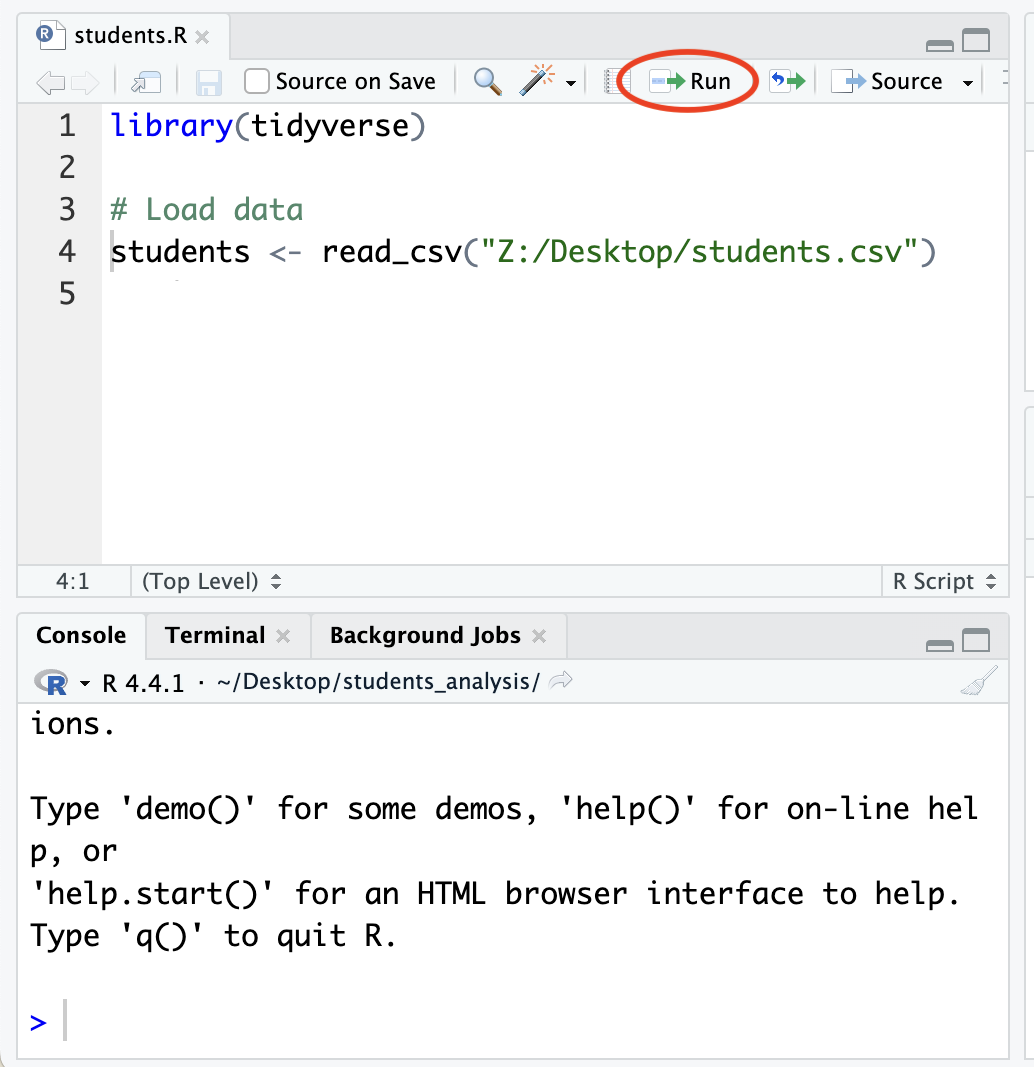 students.R
Source on Save Run Source
1 library(tidyverse)
2
3 # Load data
4 students <- read_csv("Z:/Desktop/students.csv")
5
4:1 (Top Level) R Script
Console Terminal Background Jobs
R R 4.4.1 · ~/Desktop/students_analysis/
ions.
Type 'demo()' for some demos, 'help()' for on-line hel
p, or
'help.start()' for an HTML browser interface to help.
Type 'q()' to quit R.
>